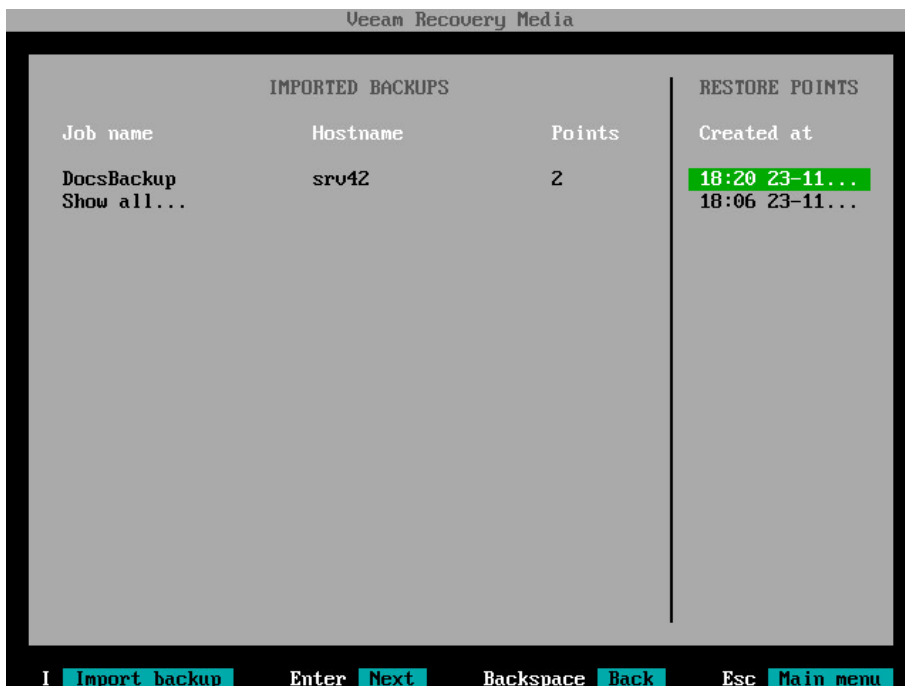 Veeam Recovery Media
IMPORTED BACKUPS RESTORE POINTS
Job name Hostname Points Created at
DocsBackup srv42 2 18:20 23-11...
Show all... 18:06 23-11...
I Import backup Enter Next Backspace Back Esc Main menu